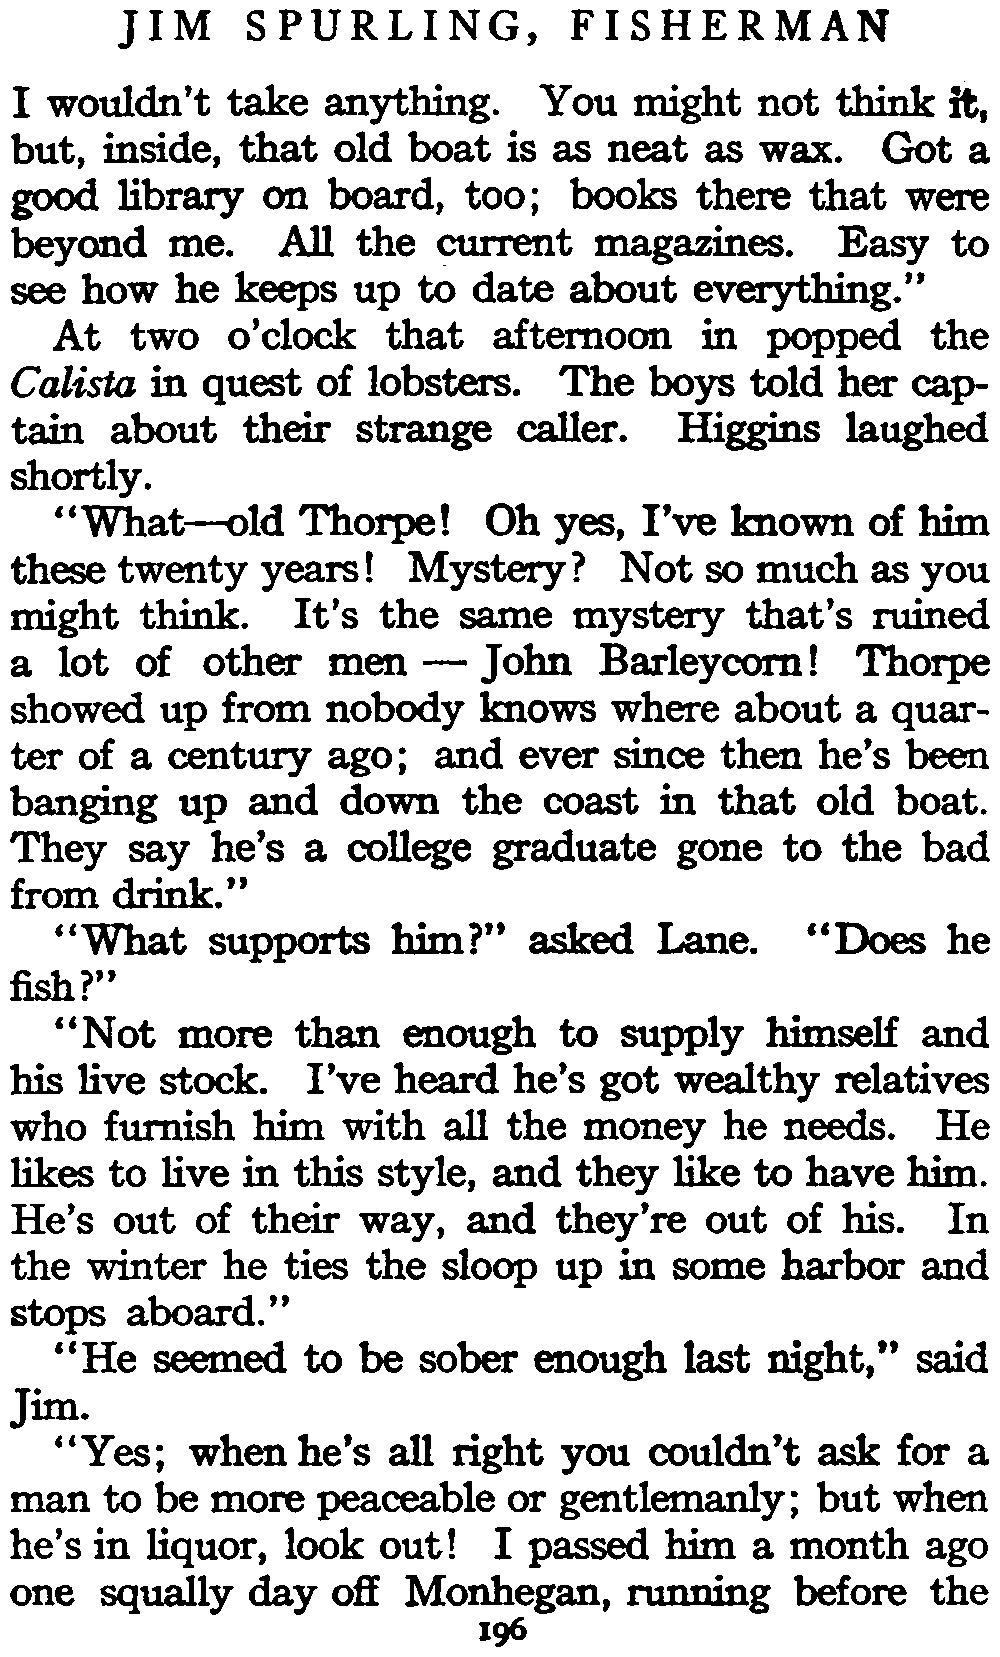 JIM SPURLING, FISHERMAN
I wouldn't take anything. You might not think it,
but, inside, that old boat is as neat as wax. Got a
good library on board, too; books there that were
beyond me. All the current magazines. Easy to
see how he keeps up to date about everything."
At two o'clock that afternoon in popped the
Calista in quest of lobsters. The boys told her cap-
tain about their strange caller. Higgins laughed
shortly.
"What—old Thorpe! Oh yes, I've known of him
these twenty years! Mystery? Not so much as you
might think. It's the same mystery that's ruined
a lot of other men — John Barleycorn! Thorpe
showed up from nobody knows where about a quar-
ter of a century ago; and ever since then he's been
banging up and down the coast in that old boat.
They say he's a college graduate gone to the bad
from drink."
"What supports him?" asked Lane. "Does he
fish?"
"Not more than enough to supply himself and
his live stock. I've heard he's got wealthy relatives
who furnish him with all the money he needs. He
likes to live in this style, and they like to have him.
He's out of their way, and they're out of his. In
the winter he ties the sloop up in some harbor and
stops aboard."
"He seemed to be sober enough last night," said
Jim.
"Yes; when he's all right you couldn't ask for a
man to be more peaceable or gentlemanly; but when
he's in liquor, look out! I passed him a month ago
one squally day off Monhegan, running before the
196